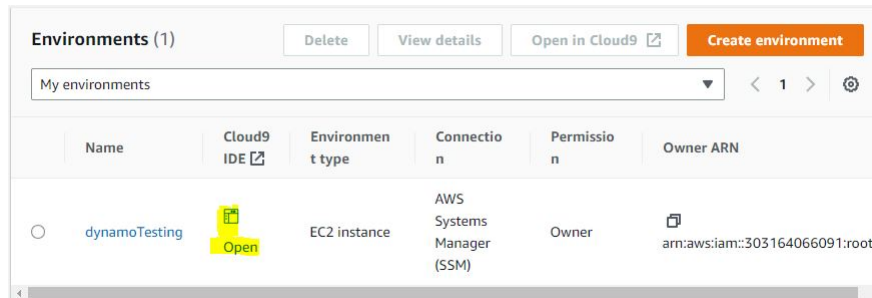 Environments (1)
Delete
View details
Open in Cloud9
Create environment
My environments
1
Name
Cloud9
IDE
Environmen
t type
Connectio
n
Permissio
n
Owner ARN
dynamoTesting
Open
EC2 instance
AWS
Systems
Manager
(SSM)
Owner
arn:aws:iam::303164066091:root